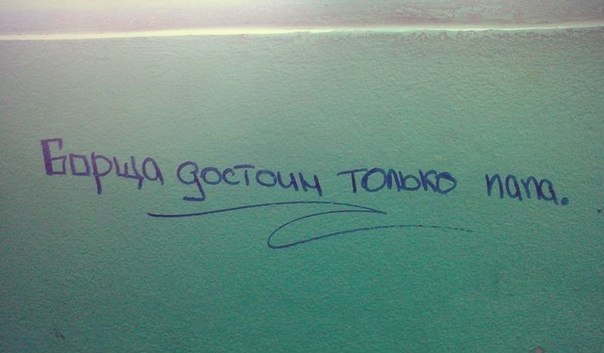 Борща достоин только папа.